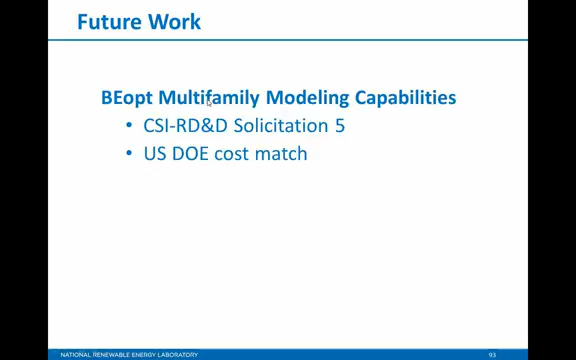 Future Work
BEopt Multifamily Modeling Capabilities
• CSI-RD&D Solicitation 5
• US DOE cost match
NATIONAL RENEWABLE ENERGY LABORATORY
93